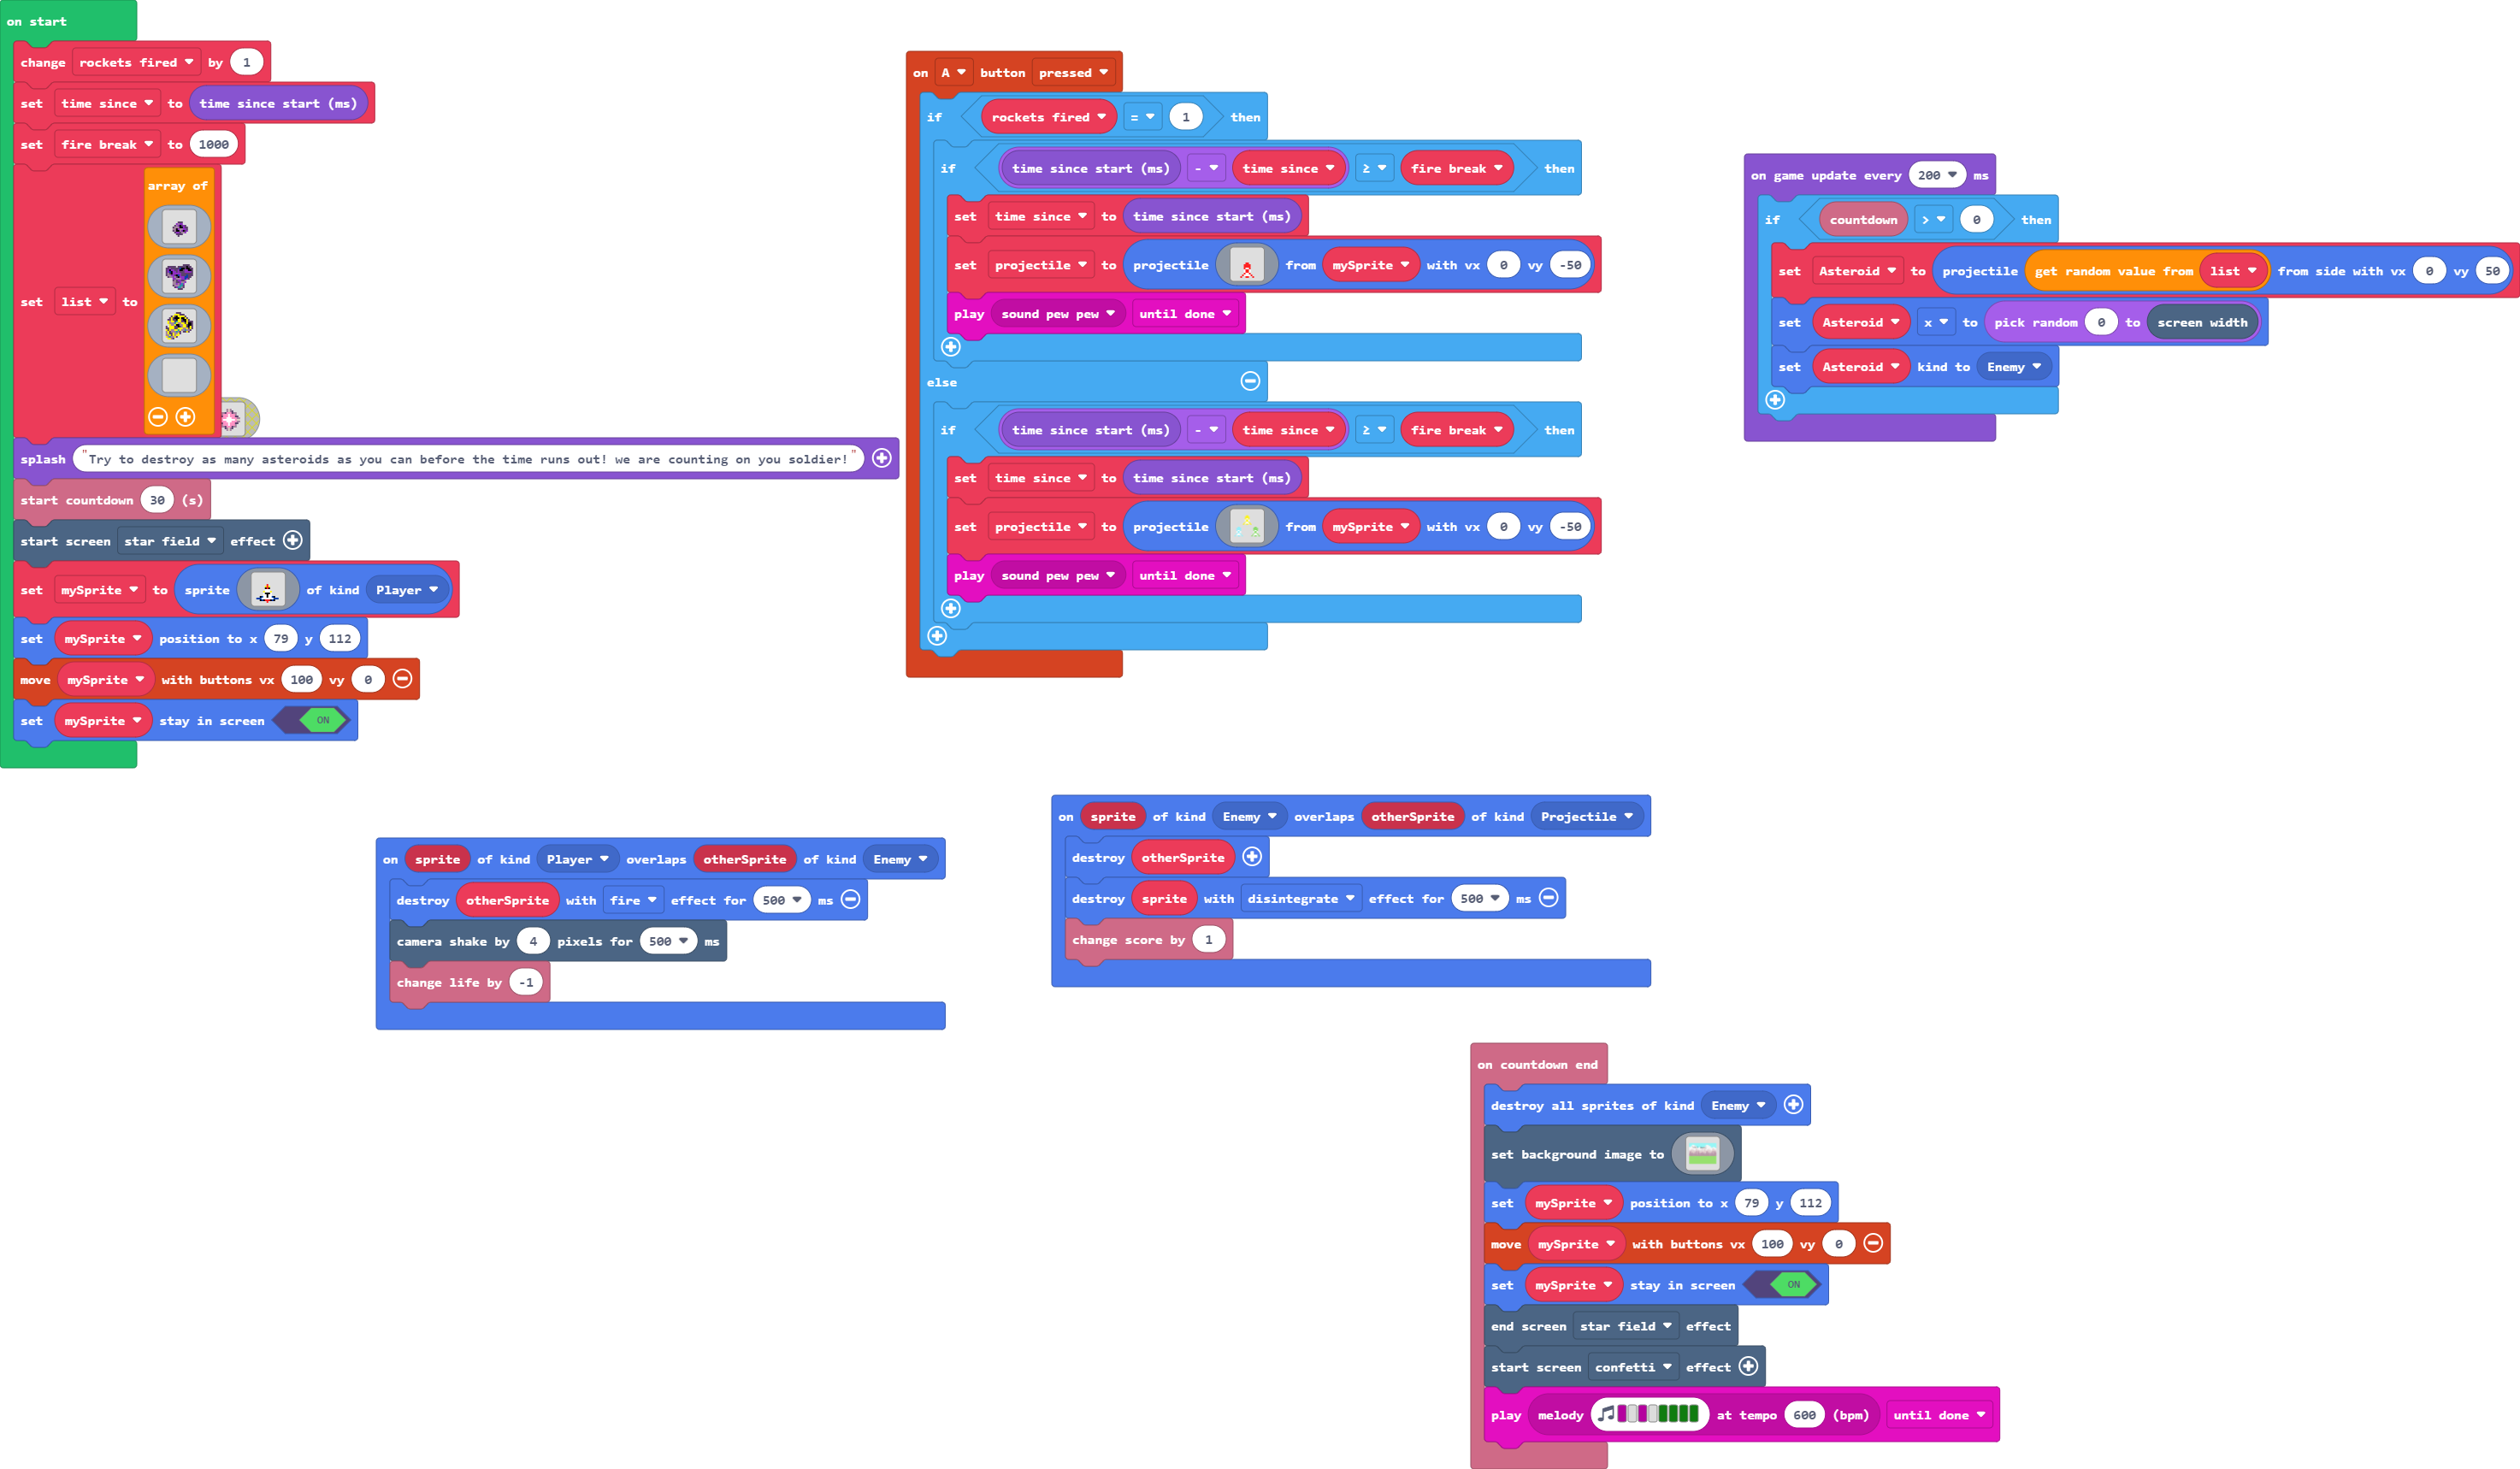 on start
change rockets fired by 1
set time since to time since start (ms)
set fire break to 1000
set list to array of
splash "Try to destroy as many asteroids as you can before the time runs out! we are counting on you soldier!"
start countdown 30 (s)
start screen star field effect
set mySprite to sprite of kind Player
set mySprite position to x 79 y 112
move mySprite with buttons vx 100 vy 0
set mySprite stay in screen ON
on A button pressed
if rockets fired = 1 then
if time since start (ms) - time since ≥ fire break then
set time since to time since start (ms)
set projectile to projectile from mySprite with vx 0 vy -50
play sound pew pew until done
else
if time since start (ms) - time since ≥ fire break then
set time since to time since start (ms)
set projectile to projectile from mySprite with vx 0 vy -50
play sound pew pew until done
on game update every 200 ms
if countdown > 0 then
set Asteroid to projectile get random value from list from side with vx 0 vy 50
set Asteroid x to pick random 0 to screen width
set Asteroid kind to Enemy
on sprite of kind Player overlaps otherSprite of kind Enemy
destroy otherSprite with fire effect for 500 ms
camera shake by 4 pixels for 500 ms
change life by -1
on sprite of kind Enemy overlaps otherSprite of kind Projectile
destroy otherSprite
destroy sprite with disintegrate effect for 500 ms
change score by 1
on countdown end
destroy all sprites of kind Enemy
set background image to
set mySprite position to x 79 y 112
move mySprite with buttons vx 100 vy 0
set mySprite stay in screen ON
end screen star field effect
start screen confetti effect
play melody at tempo 600 (bpm) until done